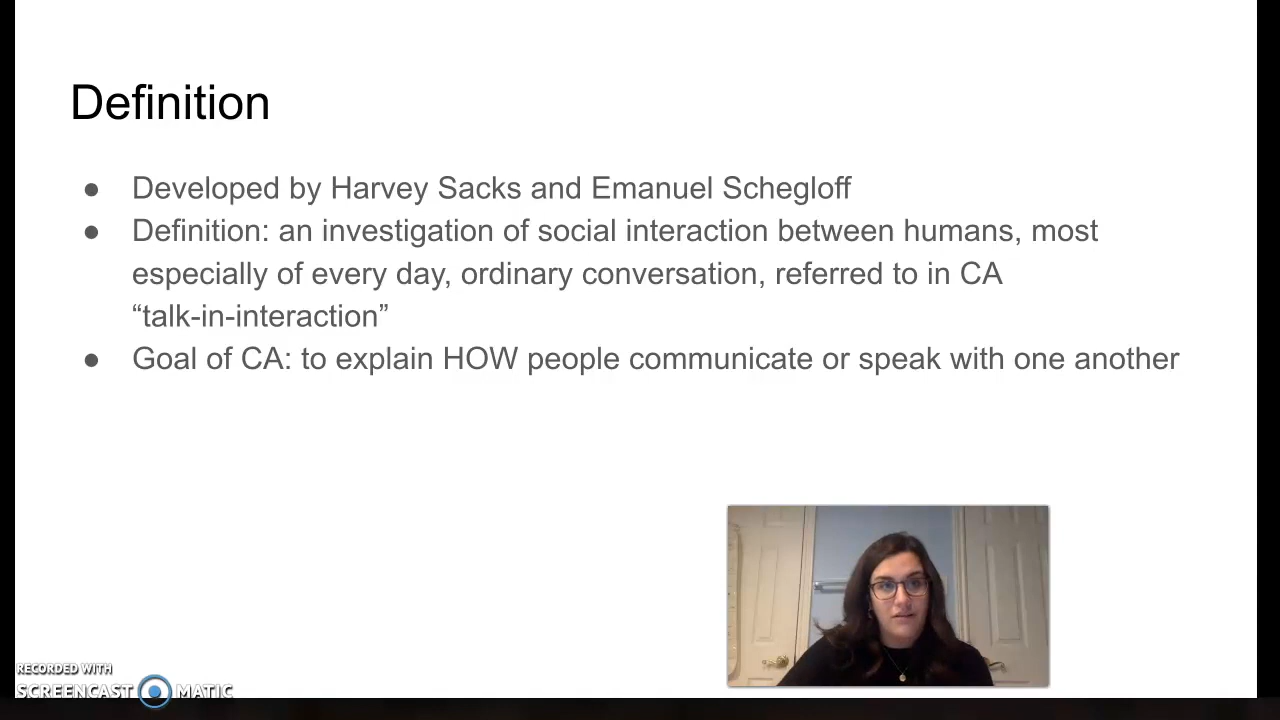 Definition
● Developed by Harvey Sacks and Emanuel Schegloff
● Definition: an investigation of social interaction between humans, most
especially of every day, ordinary conversation, referred to in CA
“talk-in-interaction”
● Goal of CA: to explain HOW people communicate or speak with one another
RECORDED WITH
SCREENCAST MATIC